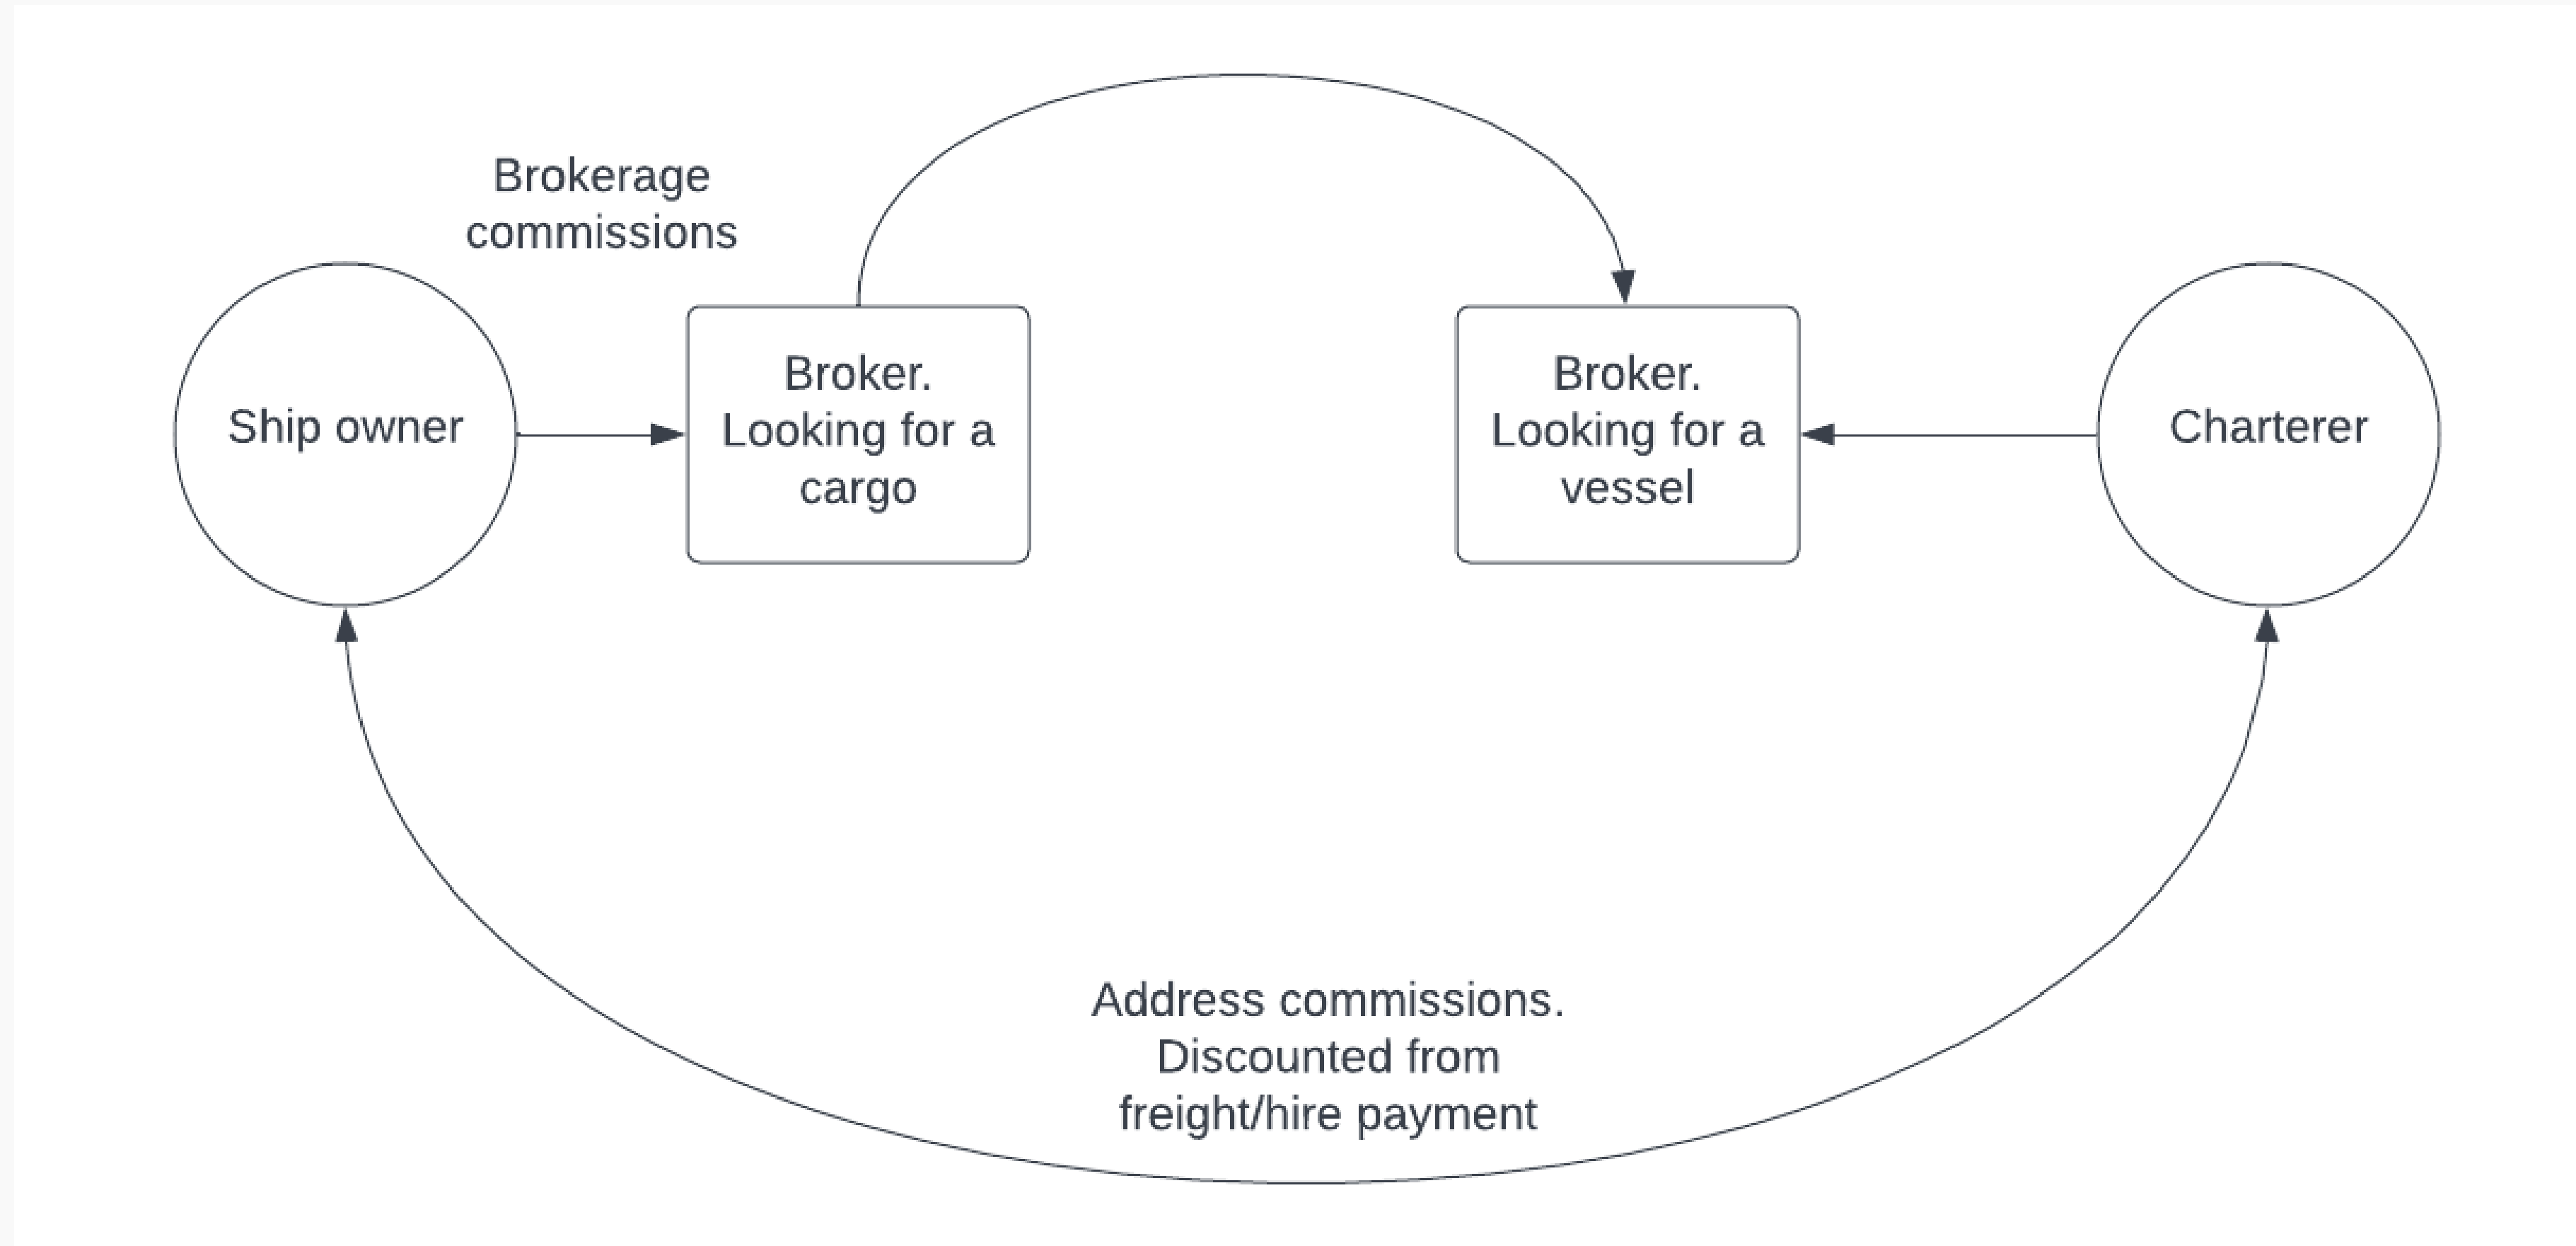 Brokerage
commissions
Ship owner
Broker.
Looking for a
cargo
Broker.
Looking for a
vessel
Charterer
Address commissions.
Discounted from
freight/hire payment